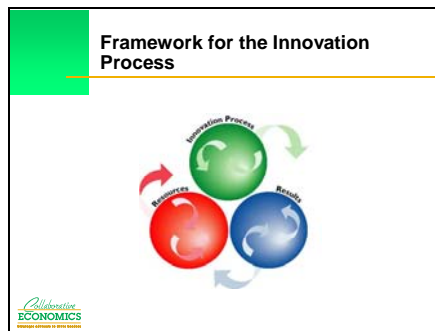 Framework for the Innovation
Process
Innovation Process
Resources
Results
Collaborative
ECONOMICS